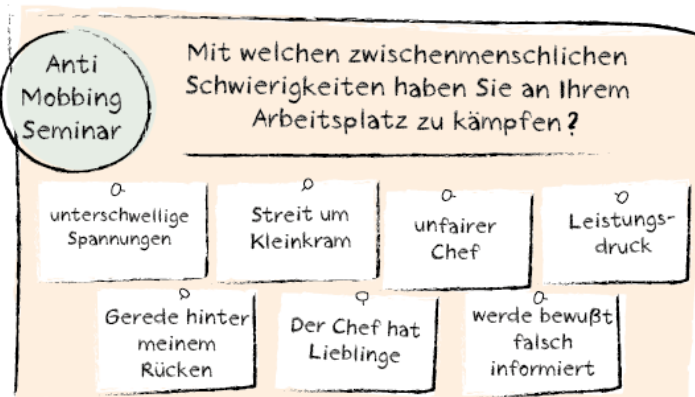 Anti
Mobbing
Seminar
Mit welchen zwischenmenschlichen
Schwierigkeiten haben Sie an Ihrem
Arbeitsplatz zu kämpfen?
unterschwellige
Spannungen
Streit um
Kleinkram
unfairer
Chef
Leistungs-
druck
Gerede hinter
meinem
Rücken
Der Chef hat
Lieblinge
werde bewußt
falsch
informiert